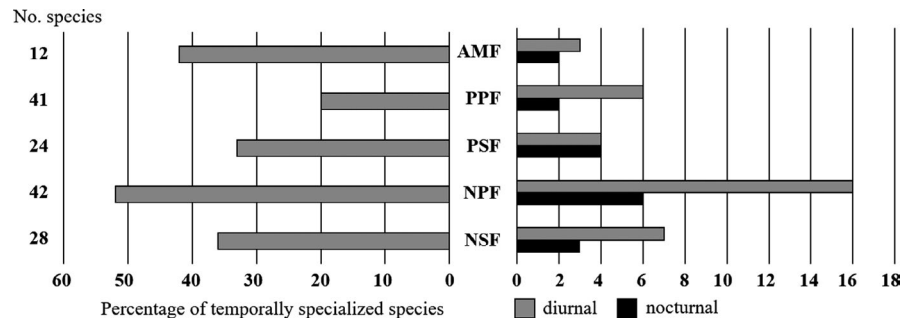 No. species
12 AMF
41 PPF
24 PSF
42 NPF
28 NSF
60 50 40 30 20 10 0 0 2 4 6 8 10 12 14 16 18
Percentage of temporally specialized species diurnal nocturnal